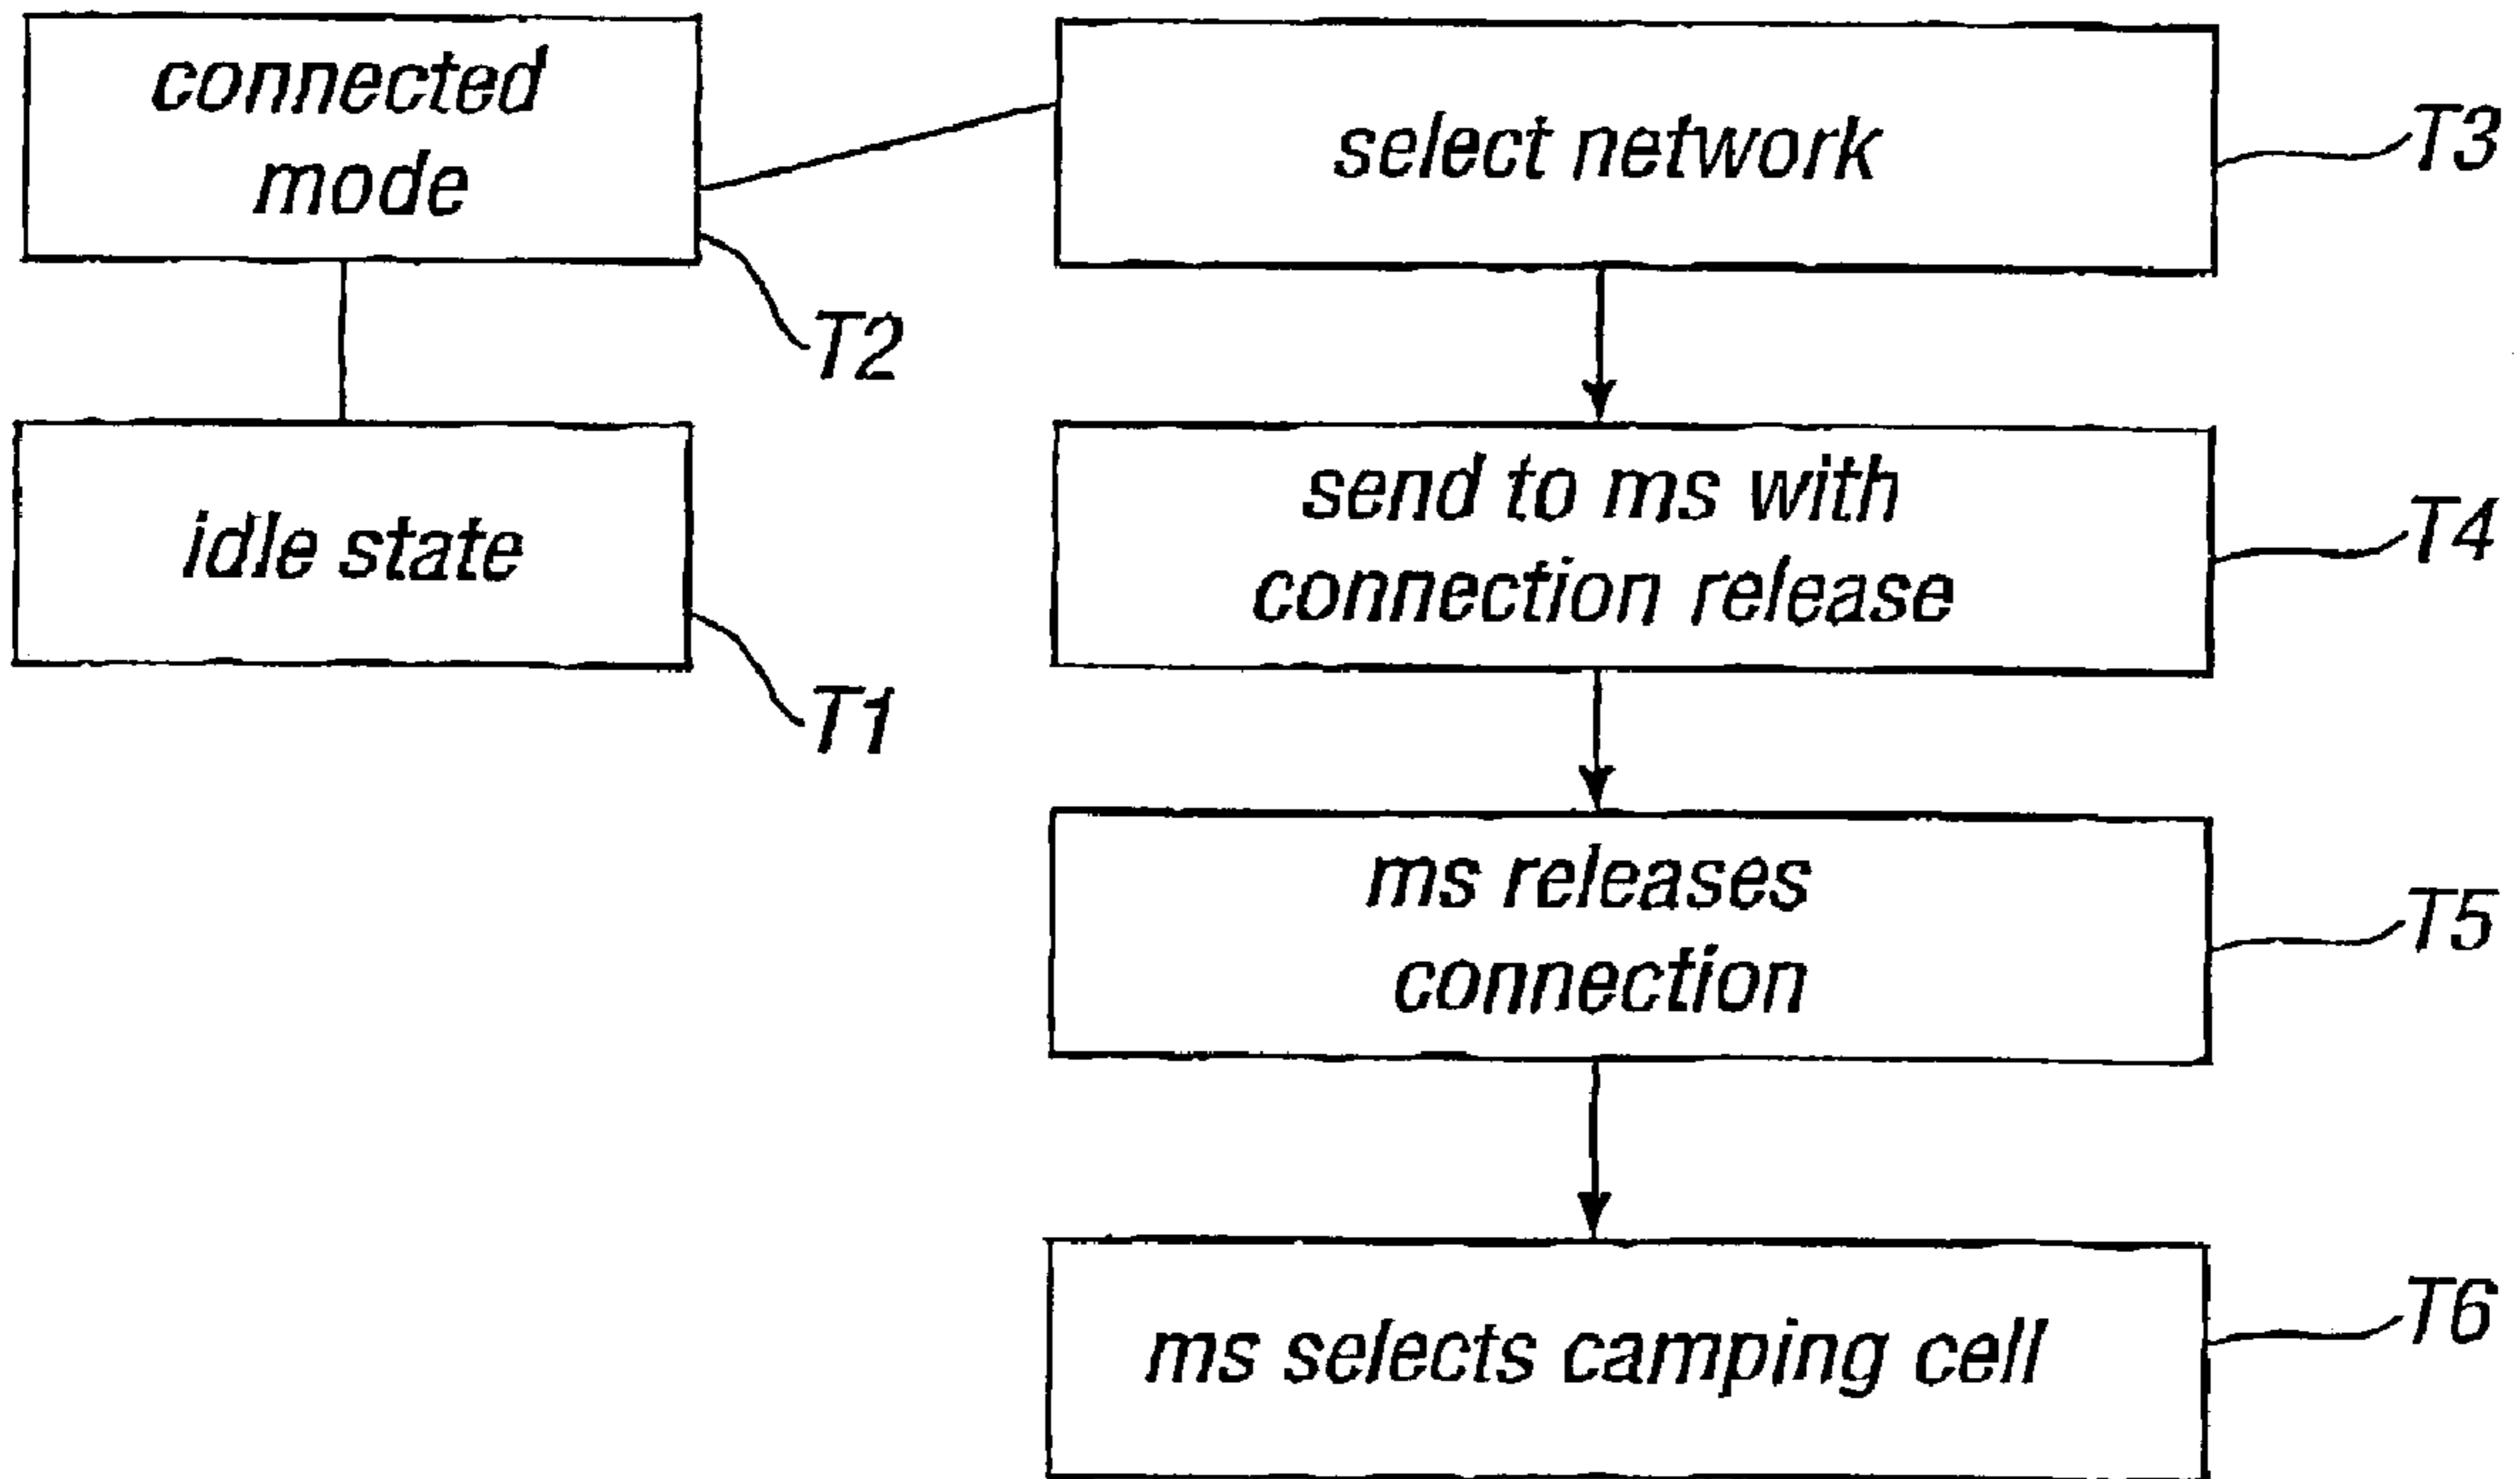 connected
mode
T2
idle state
T1
select network
T3
send to ms with
connection release
T4
ms releases
connection
T5
ms selects camping cell
T6